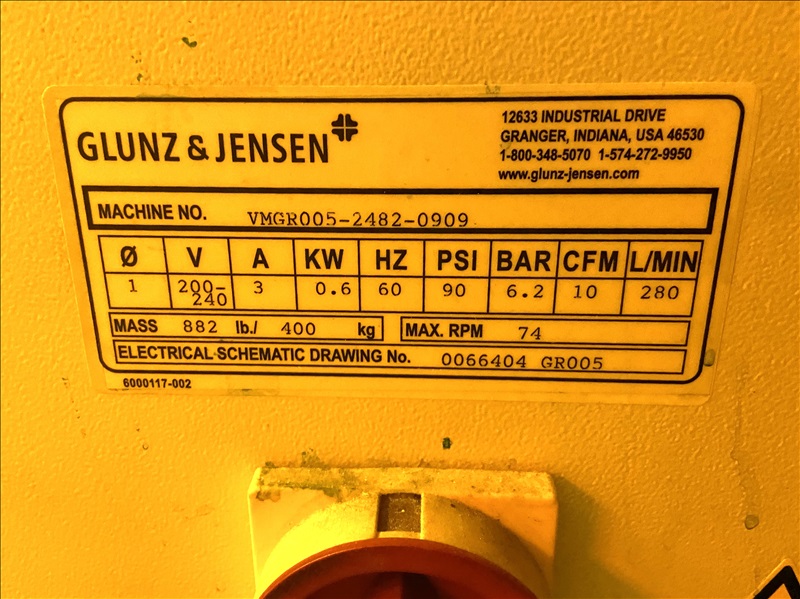 GLUNZ & JENSEN
12633 INDUSTRIAL DRIVE
GRANGER, INDIANA, USA 46530
1-800-348-5070 1-574-272-9950
www.glunz-jensen.com
MACHINE NO. VMGR005-2482-0909
Ø V A KW HZ PSI BAR CFM L/MIN
1 200-240 3 0.6 60 90 6.2 10 280
MASS 882 lb./ 400 kg MAX. RPM 74
ELECTRICAL SCHEMATIC DRAWING No. 0066404 GR005
6000117-002